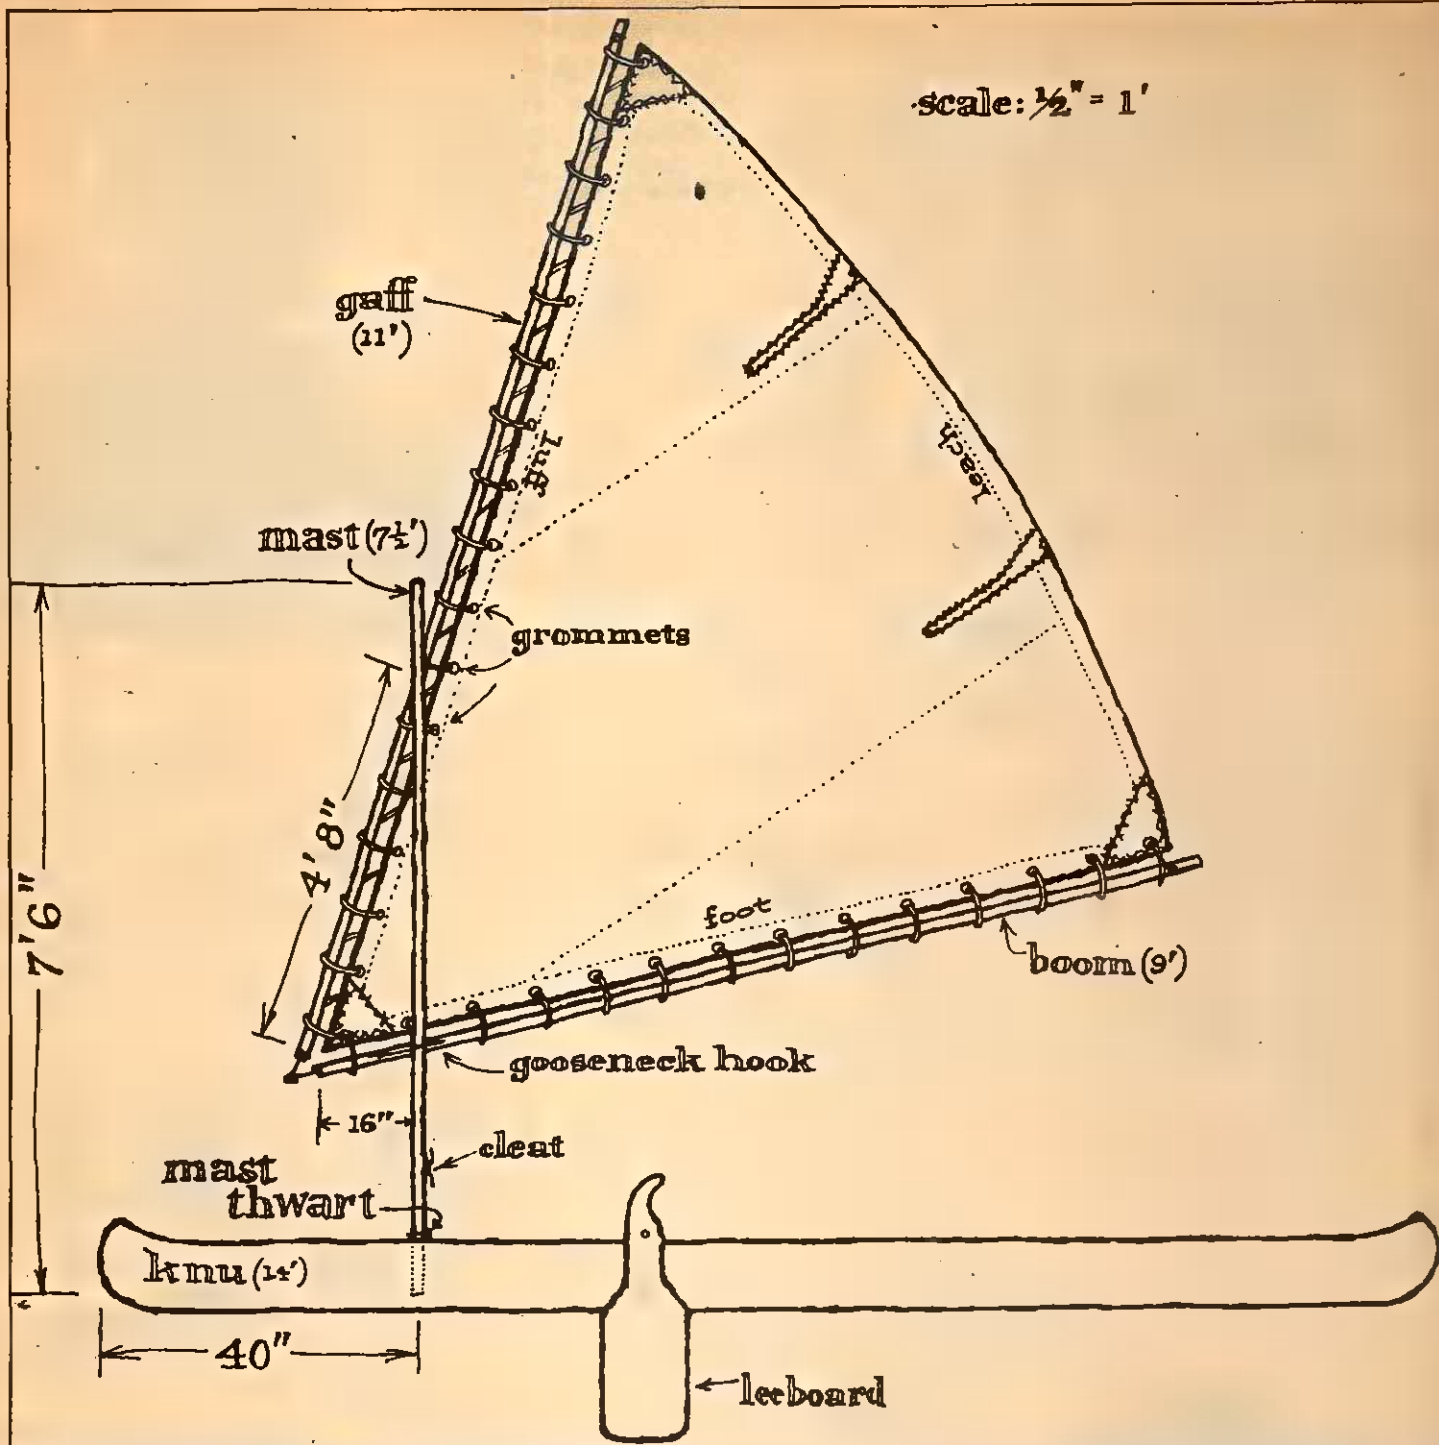 scale: ½" = 1'
gaff
(11')
luff
leach
mast (7½')
grommets
4' 8"
7' 6"
foot
boom (9')
gooseneck hook
16"
cleat
mast
thwart
knu (14')
40"
leeboard